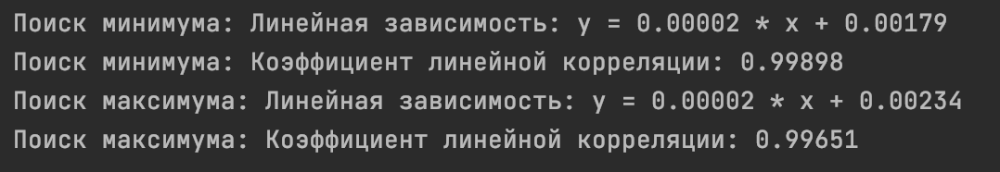 Поиск минимума: Линейная зависимость: y = 0.00002 * x + 0.00179
Поиск минимума: Коэффициент линейной корреляции: 0.99898
Поиск максимума: Линейная зависимость: y = 0.00002 * x + 0.00234
Поиск максимума: Коэффициент линейной корреляции: 0.99651